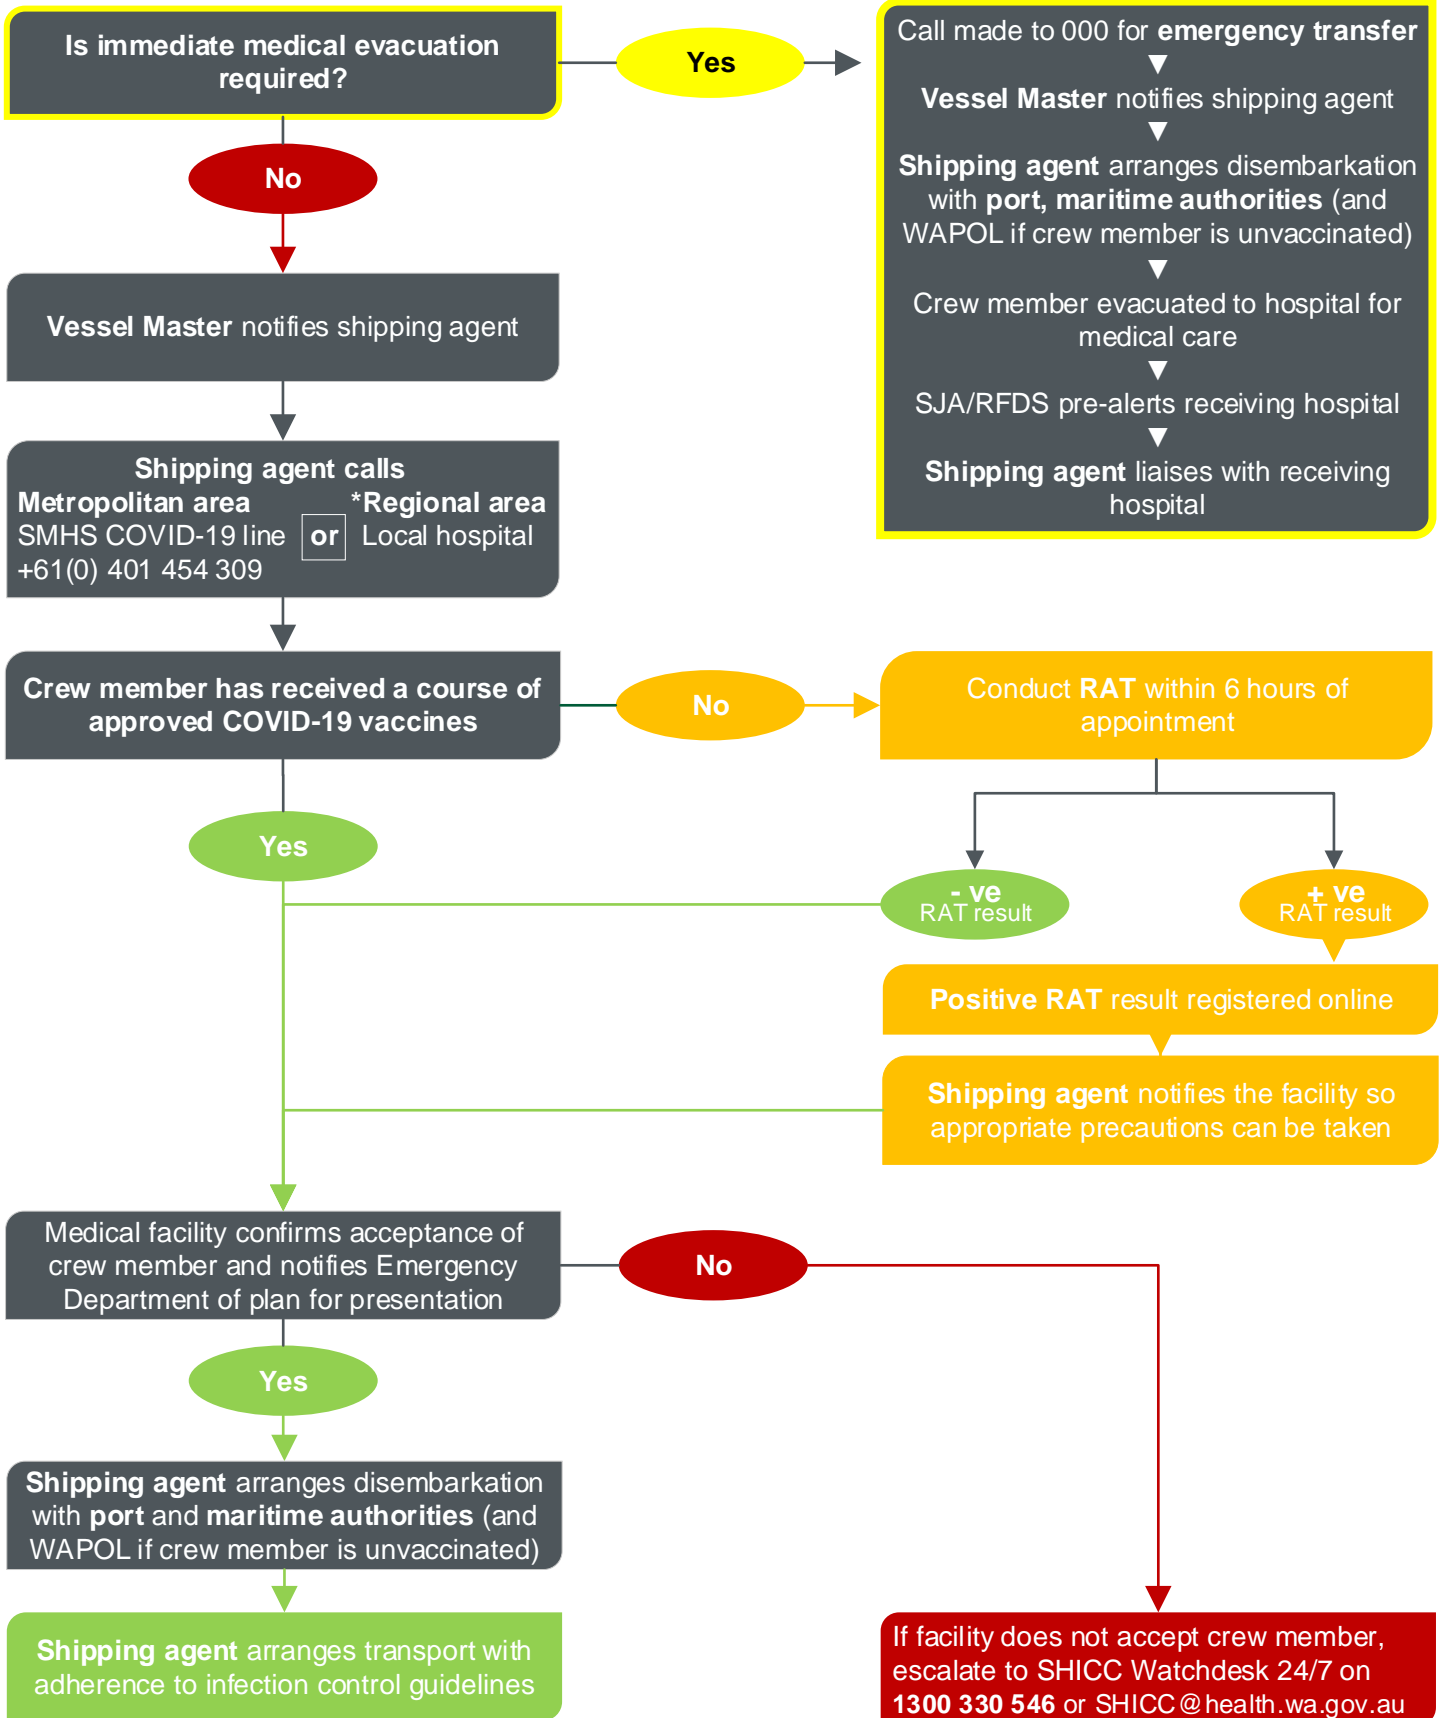 Is immediate medical evacuation
required?
Yes
Call made to 000 for emergency transfer
Vessel Master notifies shipping agent
Shipping agent arranges disembarkation
with port, maritime authorities (and
WAPOL if crew member is unvaccinated)
Crew member evacuated to hospital for
medical care
SJA/RFDS pre-alerts receiving hospital
Shipping agent liaises with receiving
hospital
No
Vessel Master notifies shipping agent
Shipping agent calls
Metropolitan area
SMHS COVID-19 line
+61(0) 401 454 309
or
*Regional area
Local hospital
Crew member has received a course of
approved COVID-19 vaccines
No
Conduct RAT within 6 hours of
appointment
Yes
- ve
RAT result
+ ve
RAT result
Positive RAT result registered online
Shipping agent notifies the facility so
appropriate precautions can be taken
Medical facility confirms acceptance of
crew member and notifies Emergency
Department of plan for presentation
No
Yes
Shipping agent arranges disembarkation
with port and maritime authorities (and
WAPOL if crew member is unvaccinated)
Shipping agent arranges transport with
adherence to infection control guidelines
If facility does not accept crew member,
escalate to SHICC Watchdesk 24/7 on
1300 330 546 or SHICC@health.wa.gov.au